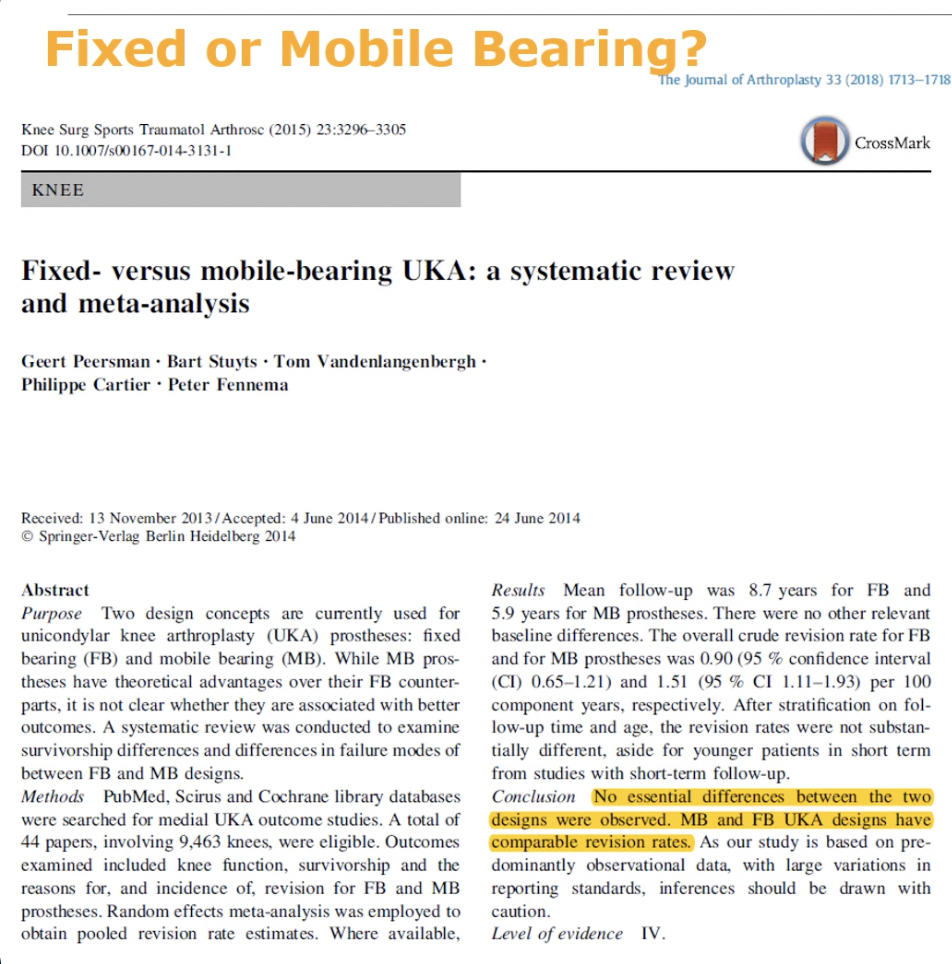 Fixed or Mobile Bearing?
The Journal of Arthroplasty 33 (2018) 1713–1718
Knee Surg Sports Traumatol Arthrosc (2015) 23:3296–3305
DOI 10.1007/s00167-014-3131-1
CrossMark
KNEE
Fixed- versus mobile-bearing UKA: a systematic review
and meta-analysis
Geert Peersman · Bart Stuyts · Tom Vandenlangenbergh ·
Philippe Cartier · Peter Fennema
Received: 13 November 2013 / Accepted: 4 June 2014 / Published online: 24 June 2014
© Springer-Verlag Berlin Heidelberg 2014
Abstract
Purpose Two design concepts are currently used for
unicondylar knee arthroplasty (UKA) prostheses: fixed
bearing (FB) and mobile bearing (MB). While MB pros-
theses have theoretical advantages over their FB counter-
parts, it is not clear whether they are associated with better
outcomes. A systematic review was conducted to examine
survivorship differences and differences in failure modes of
between FB and MB designs.
Methods PubMed, Scirus and Cochrane library databases
were searched for medial UKA outcome studies. A total of
44 papers, involving 9,463 knees, were eligible. Outcomes
examined included knee function, survivorship and the
reasons for, and incidence of, revision for FB and MB
prostheses. Random effects meta-analysis was employed to
obtain pooled revision rate estimates. Where available,
Results Mean follow-up was 8.7 years for FB and
5.9 years for MB prostheses. There were no other relevant
baseline differences. The overall crude revision rate for FB
and for MB prostheses was 0.90 (95 % confidence interval
(CI) 0.65–1.21) and 1.51 (95 % CI 1.11–1.93) per 100
component years, respectively. After stratification on fol-
low-up time and age, the revision rates were not substan-
tially different, aside for younger patients in short term
from studies with short-term follow-up.
Conclusion No essential differences between the two
designs were observed. MB and FB UKA designs have
comparable revision rates. As our study is based on pre-
dominantly observational data, with large variations in
reporting standards, inferences should be drawn with
caution.
Level of evidence IV.